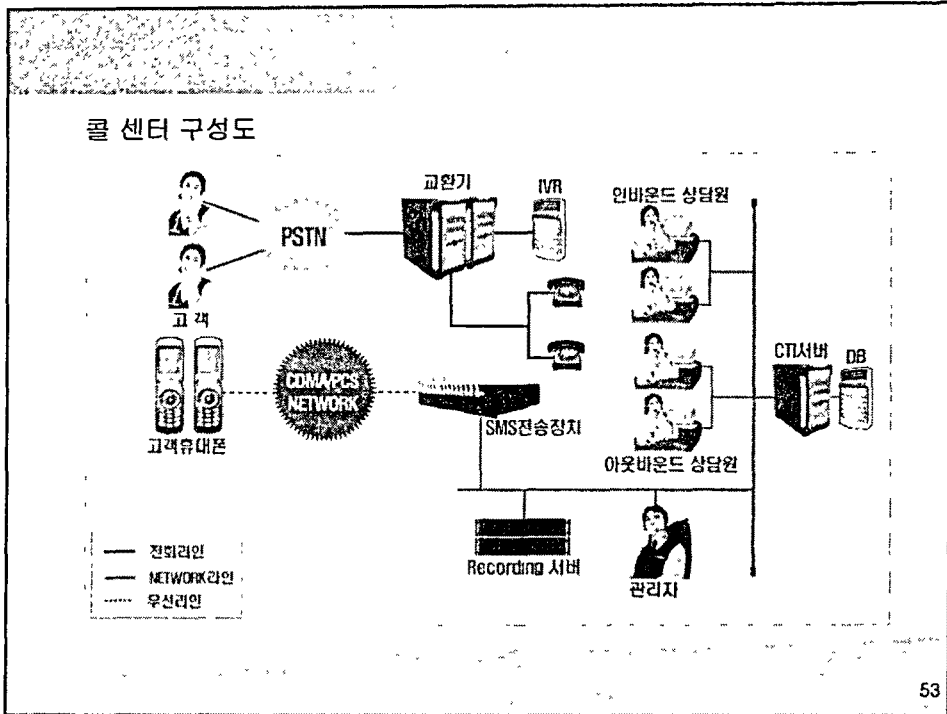 콜 센터 구성도
교환기
IVR
인바운드 상담원
PSTN
고 객
CTI서버
DB
CDMA/PCS
NETWORK
SMS전송장치
고객휴대폰
아웃바운드 상담원
전화라인
NETWORK라인
무선라인
Recording 서버
관리자
53